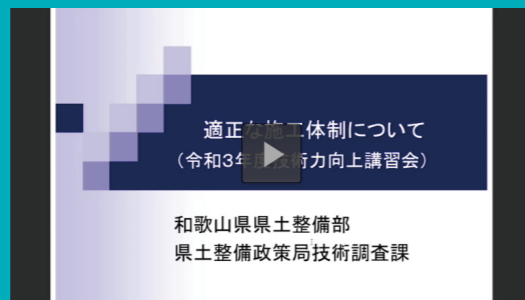 適正な施工体制について
（令和3年度技術力向上講習会）
和歌山県県土整備部
県土整備政策局技術調査課